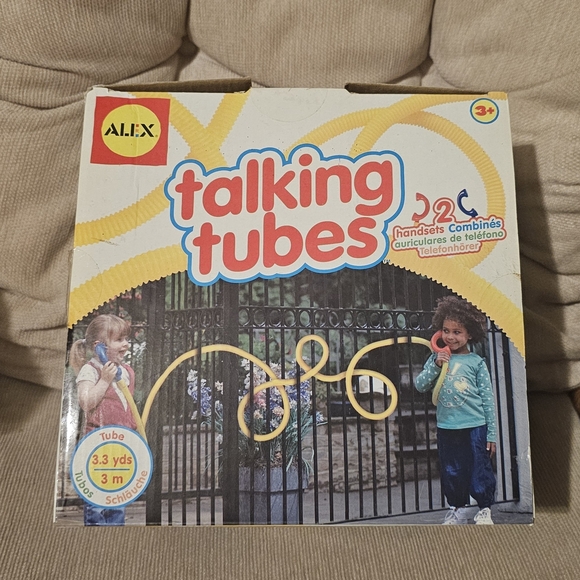 ALEX
3+
talking
tubes
2
handsets Combinés
auriculares de teléfono
Telefonhörer
Tube
3.3 yds
3 m
Tubos Schläuche